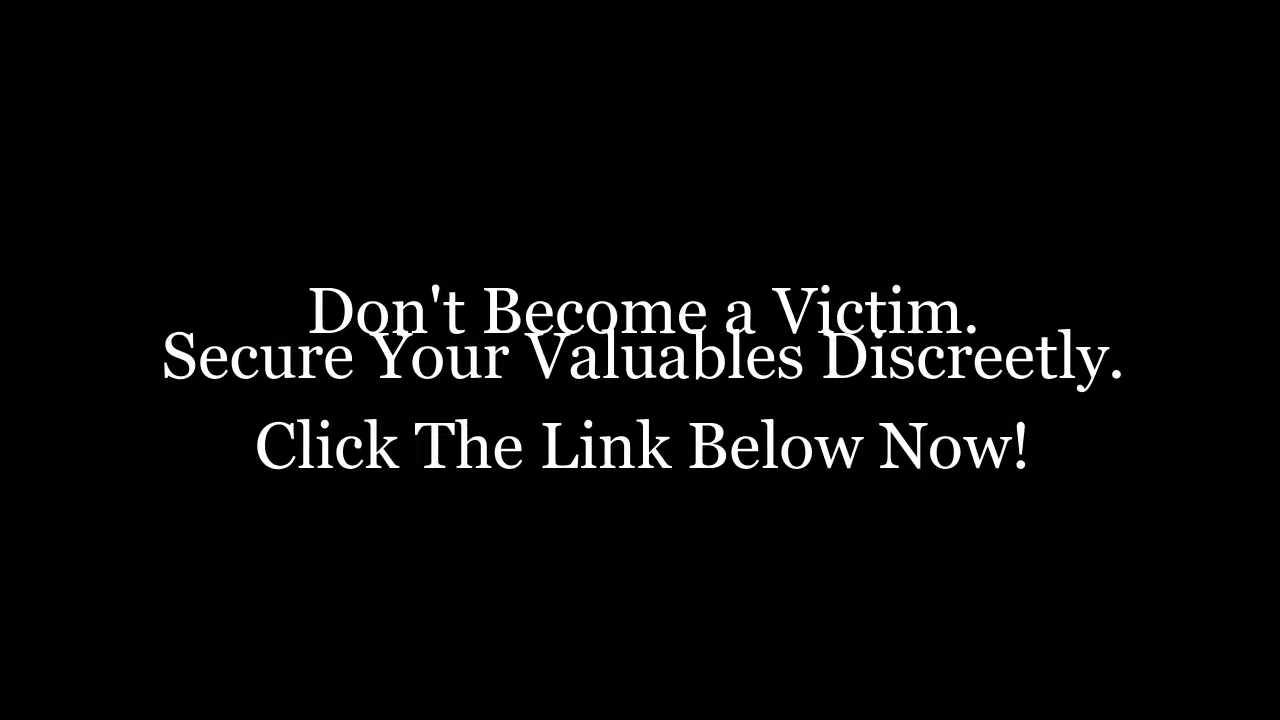 Don't Become a Victim.
Secure Your Valuables Discreetly.
Click The Link Below Now!